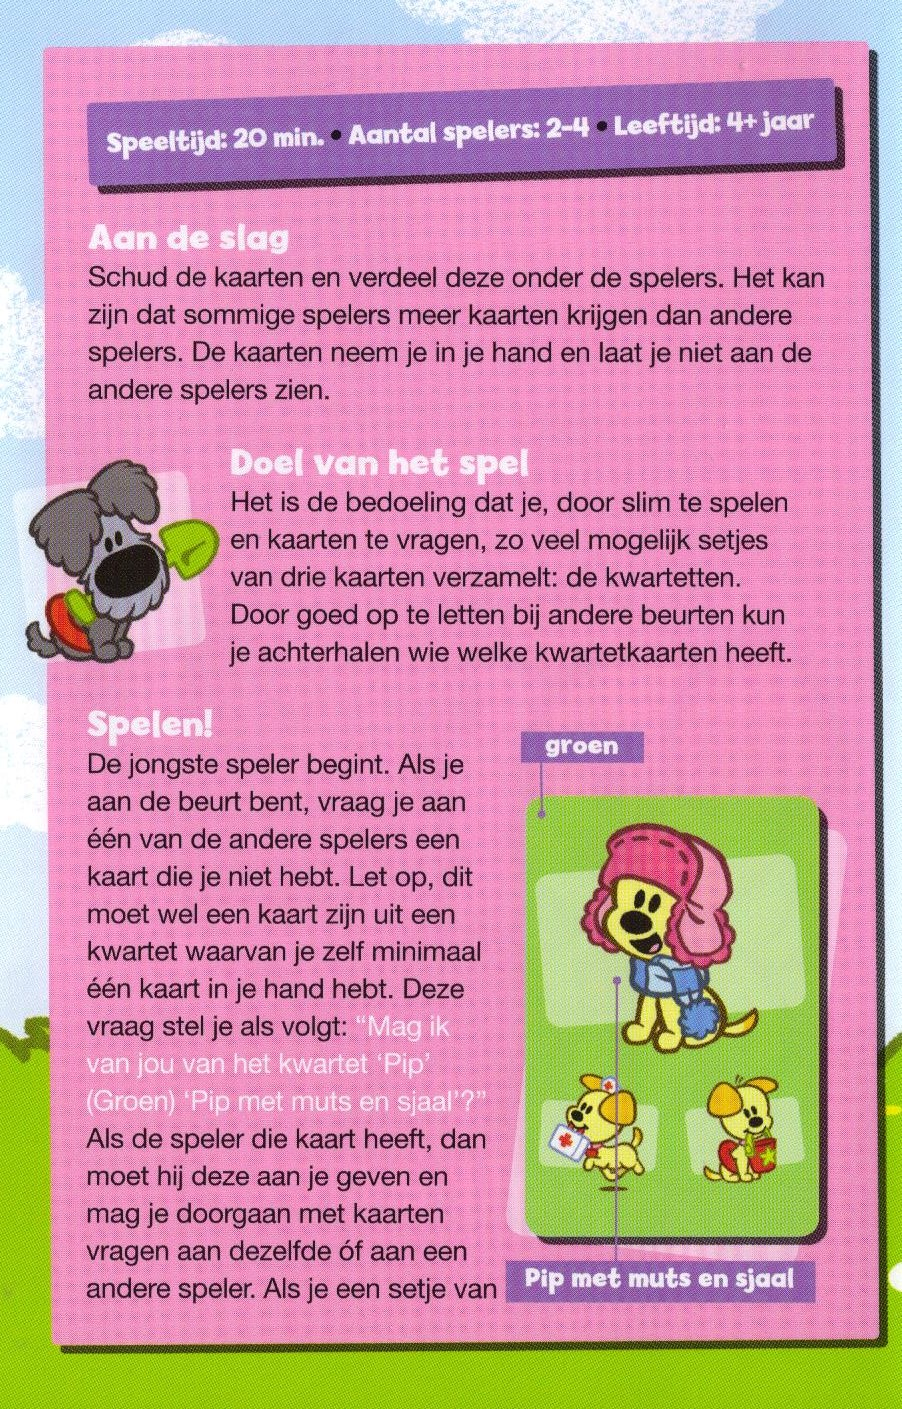 Speeltijd: 20 min. • Aantal spelers: 2-4 • Leeftijd: 4+ jaar
Aan de slag
Schud de kaarten en verdeel deze onder de spelers. Het kan
zijn dat sommige spelers meer kaarten krijgen dan andere
spelers. De kaarten neem je in je hand en laat je niet aan de
andere spelers zien.
Doel van het spel
Het is de bedoeling dat je, door slim te spelen
en kaarten te vragen, zo veel mogelijk setjes
van drie kaarten verzamelt: de kwartetten.
Door goed op te letten bij andere beurten kun
je achterhalen wie welke kwartetkaarten heeft.
Spelen!
De jongste speler begint. Als je
aan de beurt bent, vraag je aan
één van de andere spelers een
kaart die je niet hebt. Let op, dit
moet wel een kaart zijn uit een
kwartet waarvan je zelf minimaal
één kaart in je hand hebt. Deze
vraag stel je als volgt: “Mag ik
van jou van het kwartet ‘Pip’
(Groen) ‘Pip met muts en sjaal’?”
Als de speler die kaart heeft, dan
moet hij deze aan je geven en
mag je doorgaan met kaarten
vragen aan dezelfde óf aan een
andere speler. Als je een setje van
groen
Pip met muts en sjaal